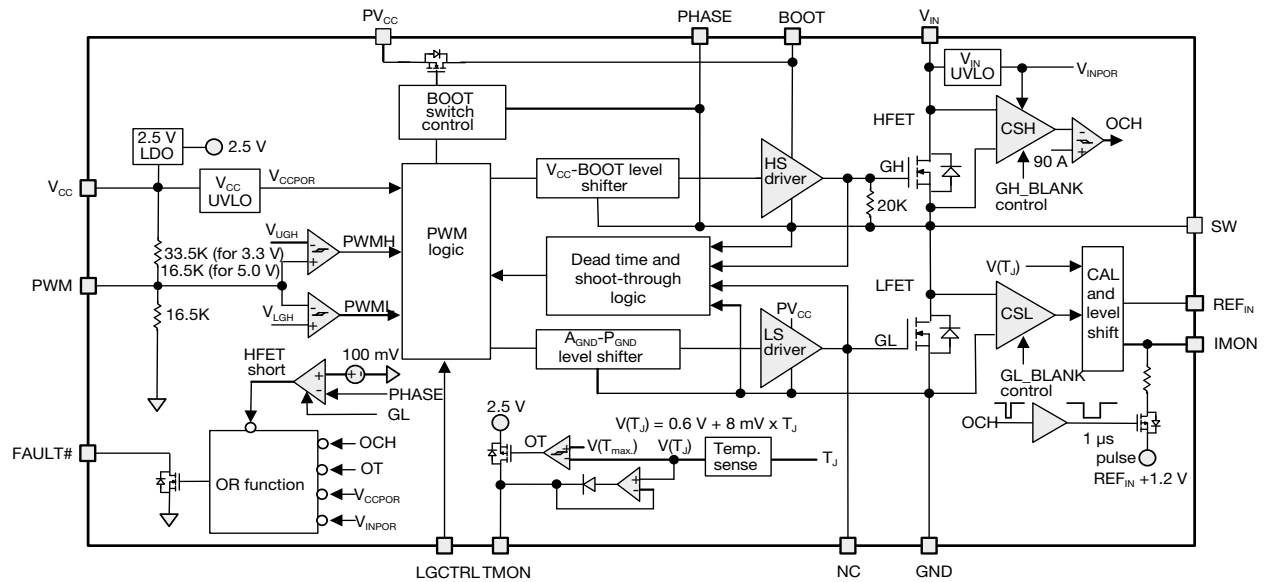 PVCC
PHASE
BOOT
VIN
VIN
UVLO
VINPOR
BOOT
switch
control
HFET
CSH
OCH
90 A
2.5 V
LDO
2.5 V
VCC
VCC
UVLO
VCCPOR
VCC-BOOT level
shifter
HS
driver
GH
20K
GH_BLANK
control
SW
VUGH
PWMH
33.5K (for 3.3 V)
16.5K (for 5.0 V)
PWM
logic
Dead time and
shoot-through
logic
V(TJ)
CAL
and
level
shift
PWM
VLGH
PWML
16.5K
LFET
CSL
REFIN
PVCC
LS
driver
GL
AGND-PGND
level shifter
IMON
HFET
short
100 mV
PHASE
GL
GL_BLANK
control
2.5 V
V(TJ) = 0.6 V + 8 mV x TJ
OCH
1 µs
pulse
REFIN +1.2 V
FAULT#
OR function
OCH
OT
VCCPOR
VINPOR
OT
V(Tmax.)
V(TJ)
Temp.
sense
TJ
LGCTRL
TMON
NC
GND